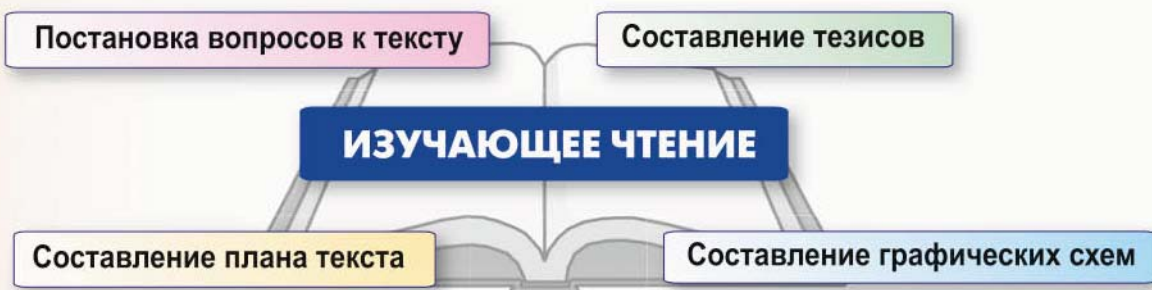 Постановка вопросов к тексту
Составление тезисов
ИЗУЧАЮЩЕЕ ЧТЕНИЕ
Составление плана текста
Составление графических схем